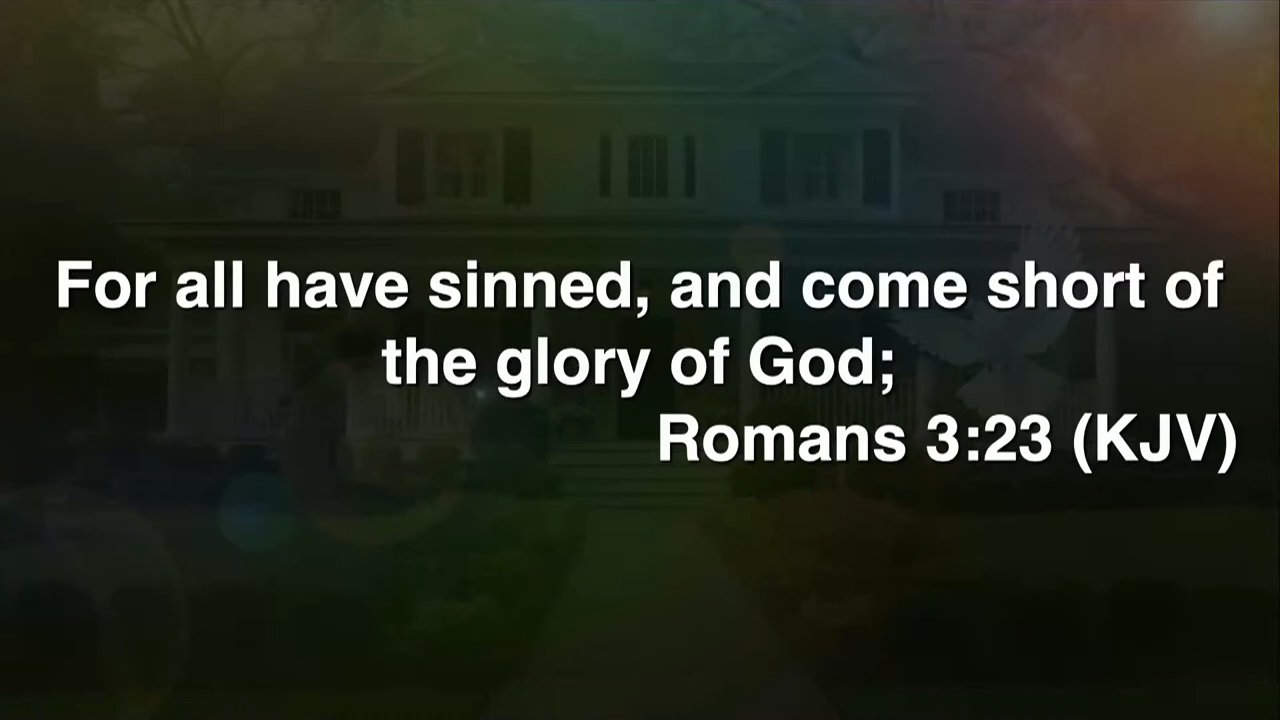 For all have sinned, and come short of
the glory of God;
Romans 3:23 (KJV)